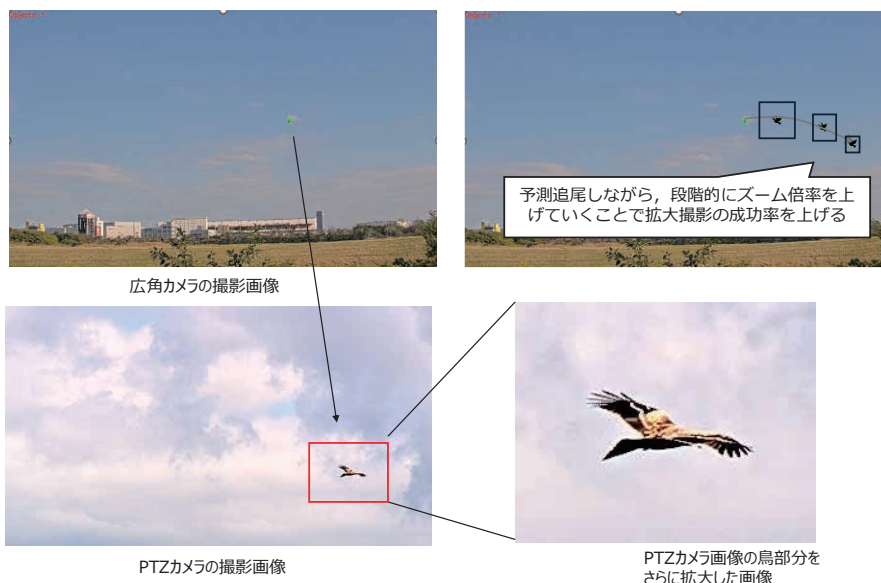 Objects: 1
予測追尾しながら，段階的にズーム倍率を上
げていくことで拡大撮影の成功率を上げる
広角カメラの撮影画像
PTZカメラの撮影画像
PTZカメラ画像の鳥部分を
さらに拡大した画像